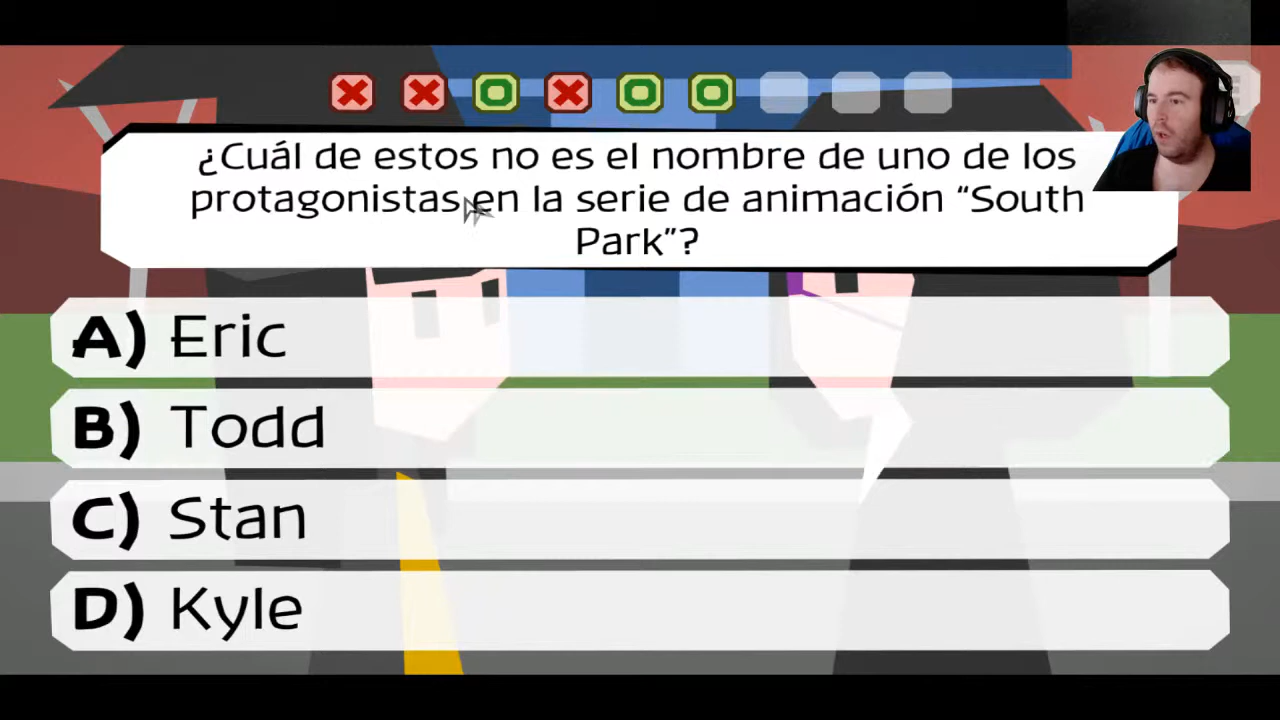 ¿Cuál de estos no es el nombre de uno de los
protagonistas en la serie de animación “South
Park”?
A) Eric
B) Todd
C) Stan
D) Kyle